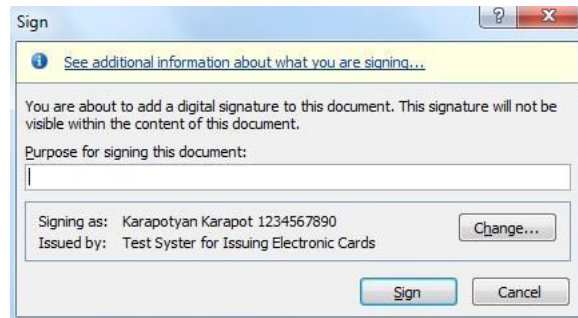 Sign
See additional information about what you are signing...
You are about to add a digital signature to this document. This signature will not be
visible within the content of this document.
Purpose for signing this document:
Signing as: Karapotyan Karapot 1234567890
Change...
Issued by: Test Syster for Issuing Electronic Cards
Sign Cancel